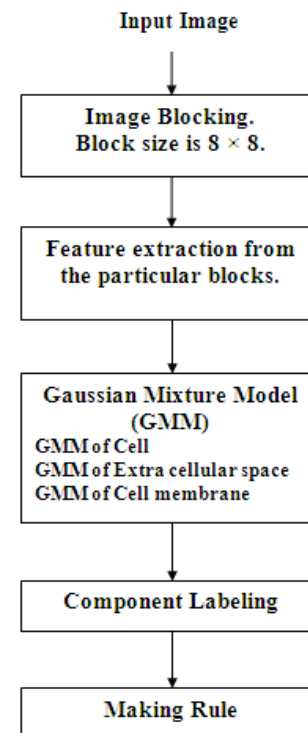 Input Image
Image Blocking.
Block size is 8 × 8.
Feature extraction from
the particular blocks.
Gaussian Mixture Model
(GMM)
GMM of Cell
GMM of Extra cellular space
GMM of Cell membrane
Component Labeling
Making Rule